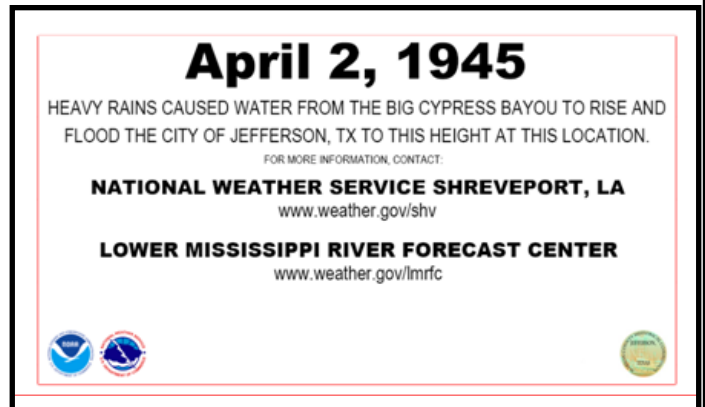 April 2, 1945
HEAVY RAINS CAUSED WATER FROM THE BIG CYPRESS BAYOU TO RISE AND
FLOOD THE CITY OF JEFFERSON, TX TO THIS HEIGHT AT THIS LOCATION.
FOR MORE INFORMATION, CONTACT:
NATIONAL WEATHER SERVICE SHREVEPORT, LA
www.weather.gov/shv
LOWER MISSISSIPPI RIVER FORECAST CENTER
www.weather.gov/lmrfc
NOAA